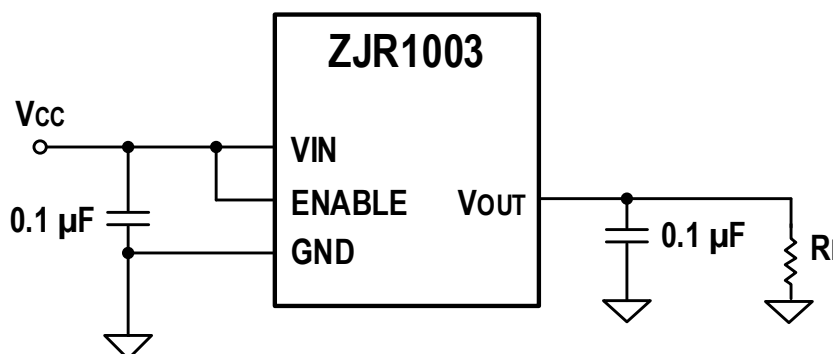 ZJR1003
VCC
VIN
ENABLE
VOUT
0.1 µF
GND
0.1 µF